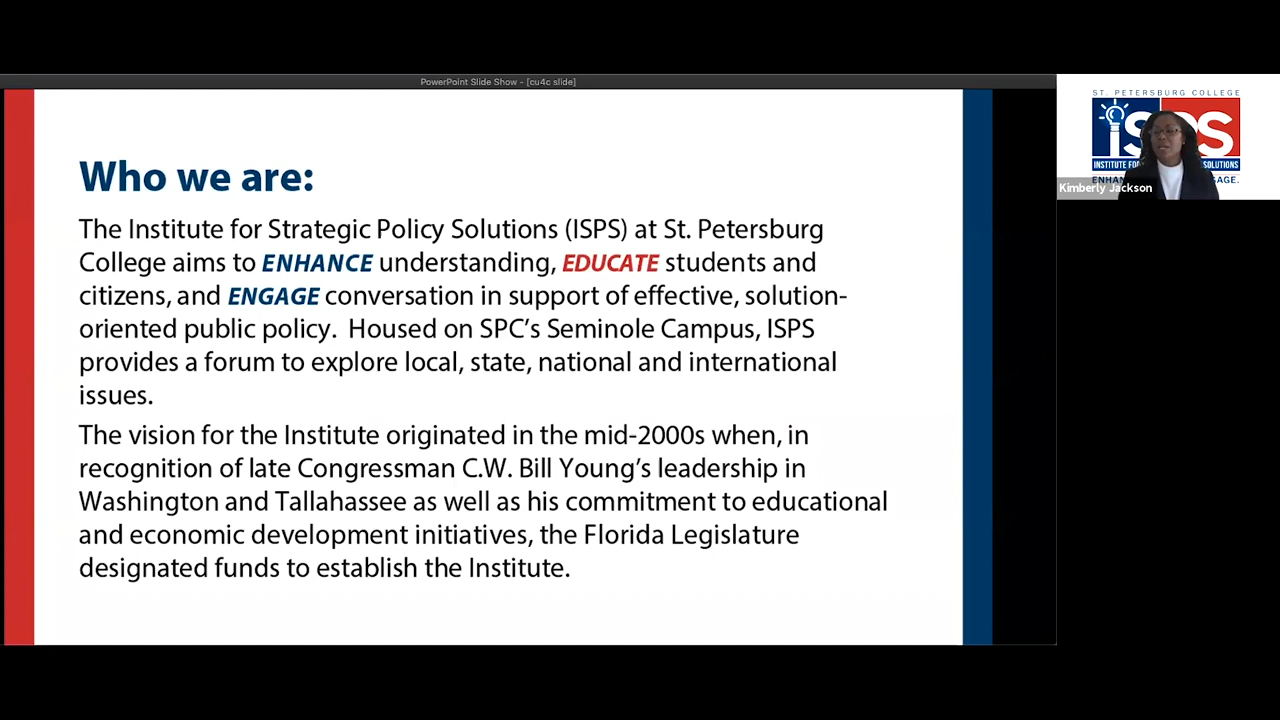 PowerPoint Slide Show - [cu4c slide]
Who we are:
The Institute for Strategic Policy Solutions (ISPS) at St. Petersburg
College aims to ENHANCE understanding, EDUCATE students and
citizens, and ENGAGE conversation in support of effective, solution-
oriented public policy. Housed on SPC’s Seminole Campus, ISPS
provides a forum to explore local, state, national and international
issues.
The vision for the Institute originated in the mid-2000s when, in
recognition of late Congressman C.W. Bill Young’s leadership in
Washington and Tallahassee as well as his commitment to educational
and economic development initiatives, the Florida Legislature
designated funds to establish the Institute.
ST. PETERSBURG COLLEGE
iSPS
INSTITUTE FOR SOLUTIONS
Kimberly Jackson